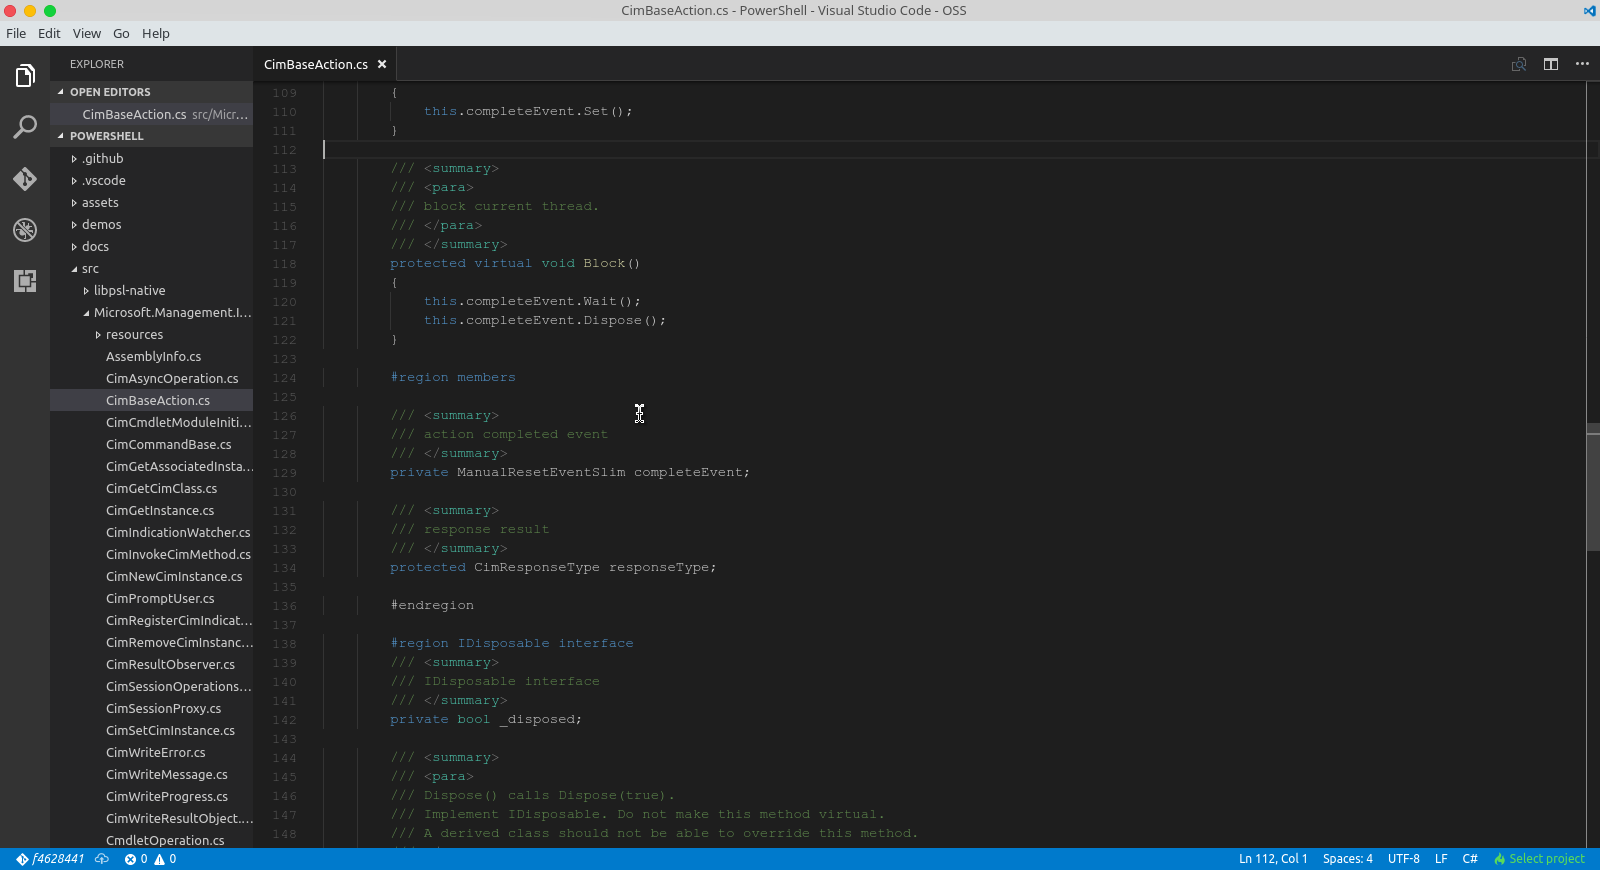 CimBaseAction.cs - PowerShell - Visual Studio Code - OSS
File Edit View Go Help
EXPLORER
OPEN EDITORS
CimBaseAction.cs src/Micr...
POWERSHELL
.github
.vscode
assets
demos
docs
src
libpsl-native
Microsoft.Management.I...
resources
AssemblyInfo.cs
CimAsyncOperation.cs
CimBaseAction.cs
CimCmdletModuleIniti...
CimCommandBase.cs
CimGetAssociatedInsta...
CimGetCimClass.cs
CimGetInstance.cs
CimIndicationWatcher.cs
CimInvokeCimMethod.cs
CimNewCimInstance.cs
CimPromptUser.cs
CimRegisterCimIndicat...
CimRemoveCimInstanc...
CimResultObserver.cs
CimSessionOperations...
CimSessionProxy.cs
CimSetCimInstance.cs
CimWriteError.cs
CimWriteMessage.cs
CimWriteProgress.cs
CimWriteResultObject....
CmdletOperation.cs
CimBaseAction.cs
109 {
110 this.completeEvent.Set();
111 }
112
113 /// <summary>
114 /// <para>
115 /// block current thread.
116 /// </para>
117 /// </summary>
118 protected virtual void Block()
119 {
120 this.completeEvent.Wait();
121 this.completeEvent.Dispose();
122 }
123
124 #region members
125
126 /// <summary>
127 /// action completed event
128 /// </summary>
129 private ManualResetEventSlim completeEvent;
130
131 /// <summary>
132 /// response result
133 /// </summary>
134 protected CimResponseType responseType;
135
136 #endregion
137
138 #region IDisposable interface
139 /// <summary>
140 /// IDisposable interface
141 /// </summary>
142 private bool _disposed;
143
144 /// <summary>
145 /// <para>
146 /// Dispose() calls Dispose(true).
147 /// Implement IDisposable. Do not make this method virtual.
148 /// A derived class should not be able to override this method.
f4628441 0 0 Ln 112, Col 1 Spaces: 4 UTF-8 LF C# Select project